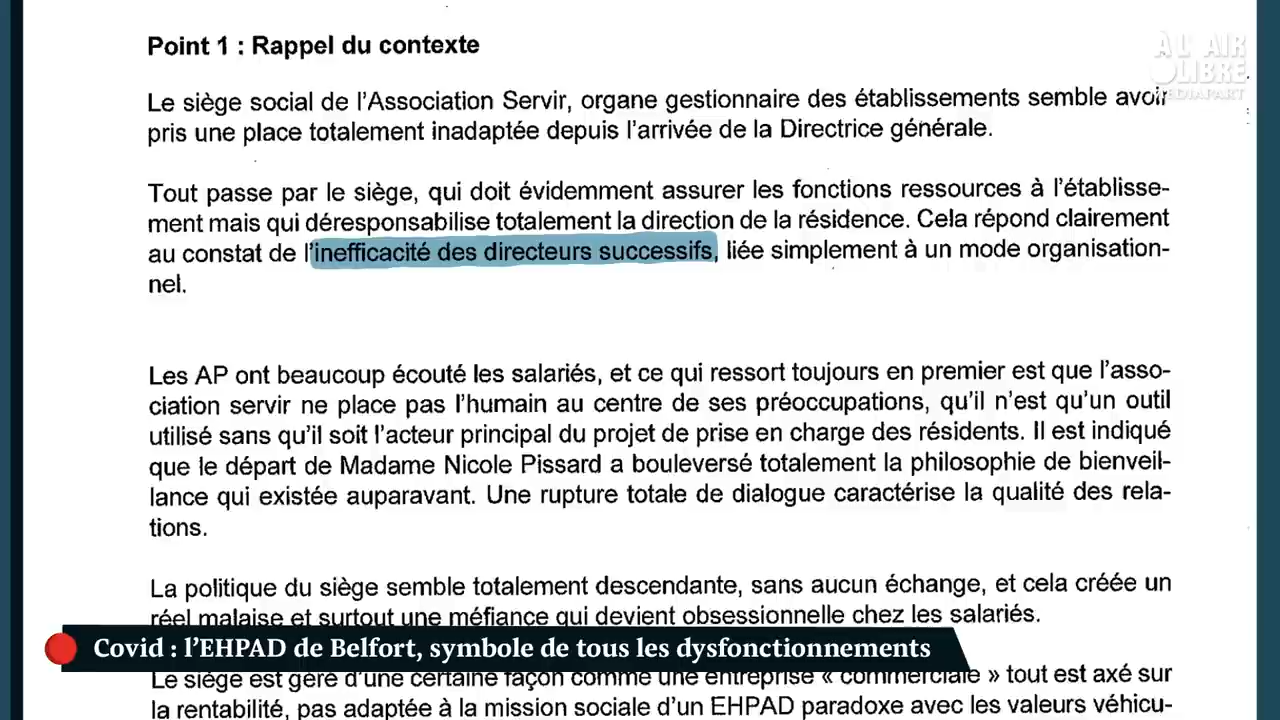 À L'AIR
LIBRE
MEDIAPART
Point 1 : Rappel du contexte
Le siège social de l'Association Servir, organe gestionnaire des établissements semble avoir
pris une place totalement inadaptée depuis l'arrivée de la Directrice générale.
Tout passe par le siège, qui doit évidemment assurer les fonctions ressources à l'établisse-
ment mais qui déresponsabilise totalement la direction de la résidence. Cela répond clairement
au constat de l'inefficacité des directeurs successifs, liée simplement à un mode organisation-
nel.
Les AP ont beaucoup écouté les salariés, et ce qui ressort toujours en premier est que l'asso-
ciation servir ne place pas l'humain au centre de ses préoccupations, qu'il n'est qu'un outil
utilisé sans qu'il soit l'acteur principal du projet de prise en charge des résidents. Il est indiqué
que le départ de Madame Nicole Pissard a bouleversé totalement la philosophie de bienveil-
lance qui existée auparavant. Une rupture totale de dialogue caractérise la qualité des rela-
tions.
La politique du siège semble totalement descendante, sans aucun échange, et cela créée un
réel malaise et surtout une méfiance qui devient obsessionnelle chez les salariés.
Covid : l'EHPAD de Belfort, symbole de tous les dysfonctionnements
Le siège est géré d'une certaine façon comme une entreprise « commerciale » tout est axé sur
la rentabilité, pas adaptée à la mission sociale d'un EHPAD paradoxe avec les valeurs véhicu-